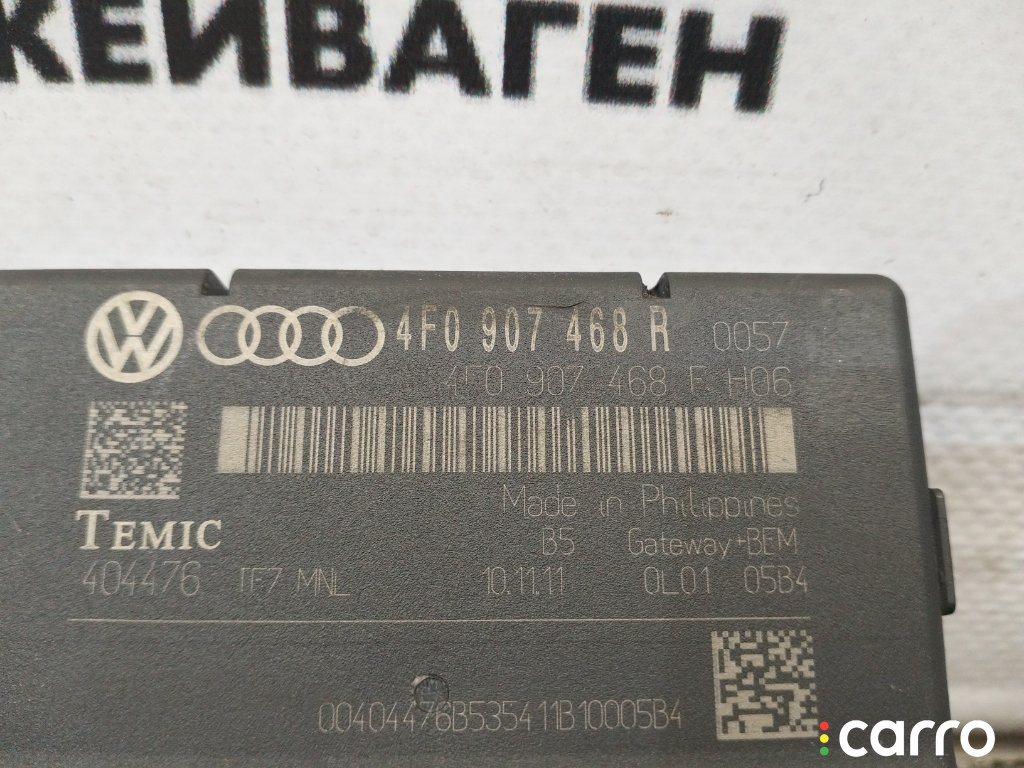 КЕЙВАГЕН
4F0 907 468 R 0057
4F0 907 468 F H06
Made in Philippines
TEMIC
B5 Gateway+BEM
404476 TF7 MNL 10.11.11 0L01 05B4
00404476B535411B10005B4
carro